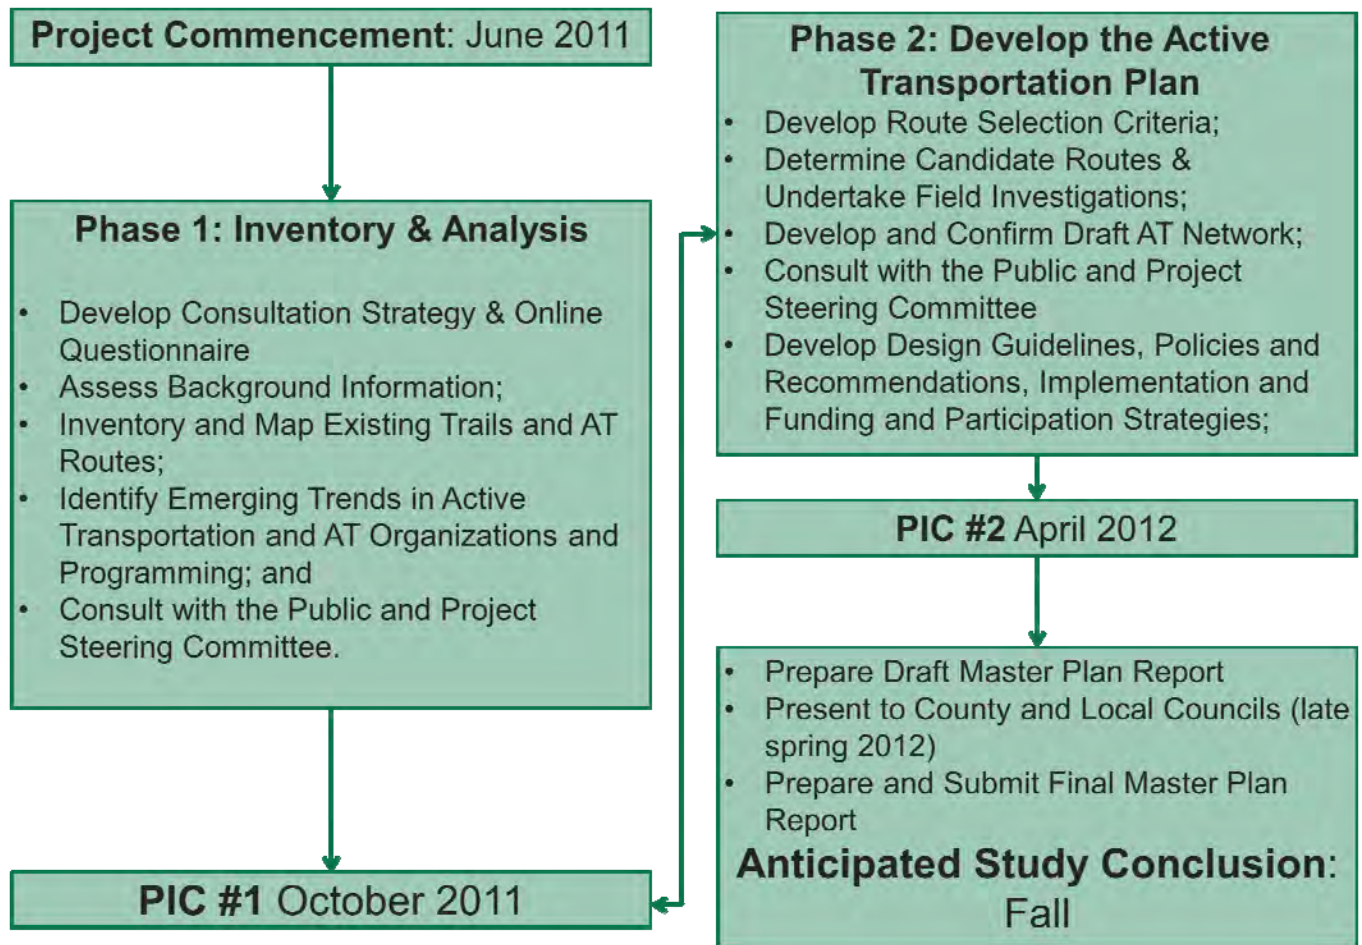 Project Commencement: June 2011
Phase 1: Inventory & Analysis
• Develop Consultation Strategy & Online
Questionnaire
• Assess Background Information;
• Inventory and Map Existing Trails and AT
Routes;
• Identify Emerging Trends in Active
Transportation and AT Organizations and
Programming; and
• Consult with the Public and Project
Steering Committee.
PIC #1 October 2011
Phase 2: Develop the Active
Transportation Plan
• Develop Route Selection Criteria;
• Determine Candidate Routes &
Undertake Field Investigations;
• Develop and Confirm Draft AT Network;
• Consult with the Public and Project
Steering Committee
• Develop Design Guidelines, Policies and
Recommendations, Implementation and
Funding and Participation Strategies;
PIC #2 April 2012
• Prepare Draft Master Plan Report
• Present to County and Local Councils (late
spring 2012)
• Prepare and Submit Final Master Plan
Report
Anticipated Study Conclusion:
Fall